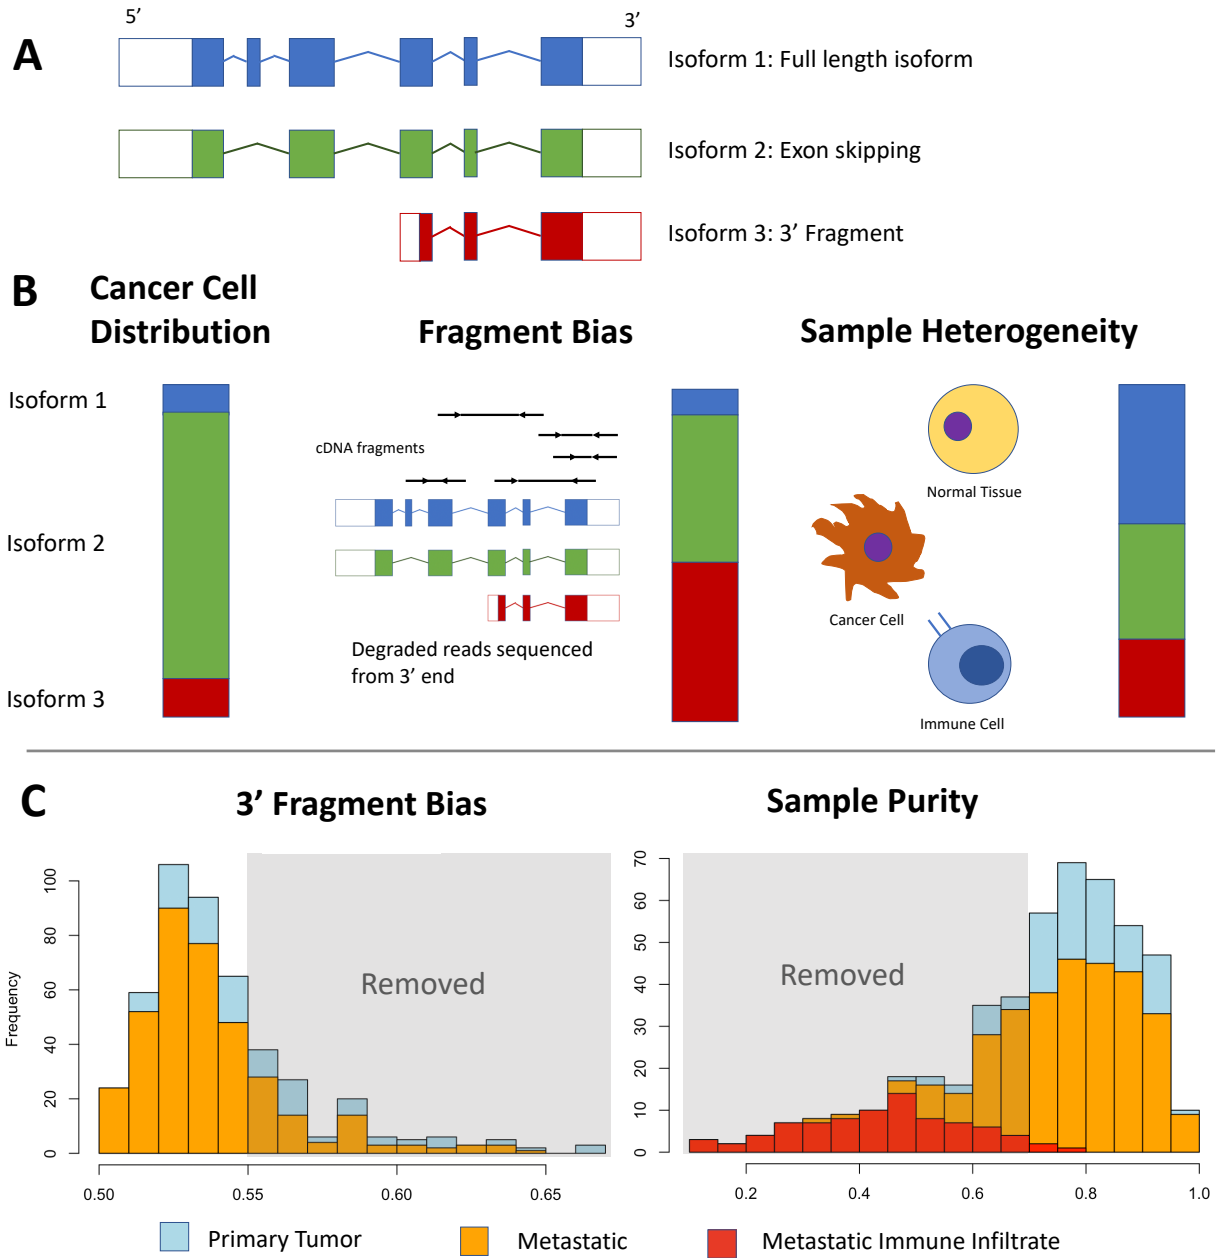 A
5’
3’
Isoform 1: Full length isoform
Isoform 2: Exon skipping
Isoform 3: 3’ Fragment
B
Cancer Cell
Distribution
Fragment Bias
Sample Heterogeneity
Isoform 1
Isoform 2
Isoform 3
cDNA fragments
Degraded reads sequenced
from 3’ end
Normal Tissue
Cancer Cell
Immune Cell
C
3’ Fragment Bias
Sample Purity
Frequency
0
20
40
60
80
100
Removed
0.50
0.55
0.60
0.65
0
10
20
30
40
50
60
70
Removed
0.2
0.4
0.6
0.8
1.0
Primary Tumor
Metastatic
Metastatic Immune Infiltrate